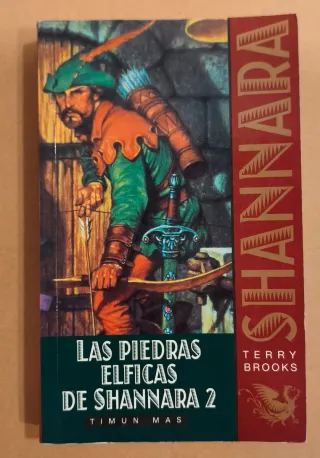 SHANNARA
TERRY
BROOKS
LAS PIEDRAS
ELFICAS
DE SHANNARA 2
TIMUN MAS